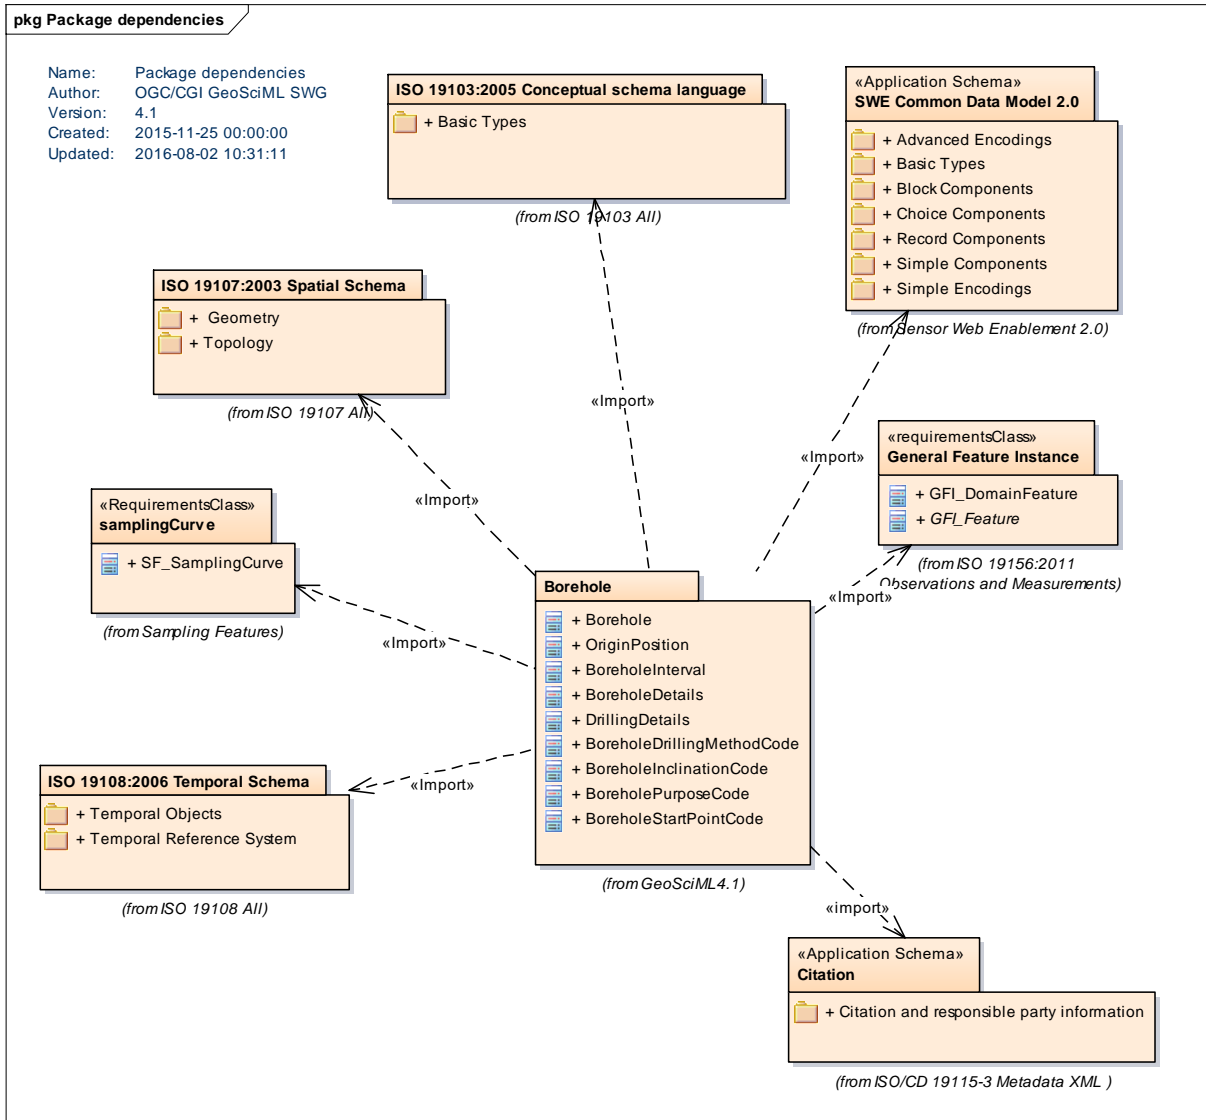 pkg Package dependencies
Name: Package dependencies
Author: OGC/CGI GeoSciML SWG
Version: 4.1
Created: 2015-11-25 00:00:00
Updated: 2016-08-02 10:31:11
ISO 19103:2005 Conceptual schema language
+ Basic Types
(from ISO 19103 All)
«Application Schema»
SWE Common Data Model 2.0
+ Advanced Encodings
+ Basic Types
+ Block Components
+ Choice Components
+ Record Components
+ Simple Components
+ Simple Encodings
(from Sensor Web Enablement 2.0)
ISO 19107:2003 Spatial Schema
+ Geometry
+ Topology
(from ISO 19107 All)
«Import»
«Import»
«Import»
«requirementsClass»
General Feature Instance
+ GFI_DomainFeature
+ GFI_Feature
(from ISO 19156:2011
Observations and Measurements)
«Import»
«RequirementsClass»
samplingCurve
+ SF_SamplingCurve
(from Sampling Features)
«Import»
Borehole
+ Borehole
+ OriginPosition
+ BoreholeInterval
+ BoreholeDetails
+ DrillingDetails
+ BoreholeDrillingMethodCode
+ BoreholeInclinationCode
+ BoreholePurposeCode
+ BoreholeStartPointCode
(from GeoSciML4.1)
ISO 19108:2006 Temporal Schema
+ Temporal Objects
+ Temporal Reference System
(from ISO 19108 All)
«Import»
«import»
«Application Schema»
Citation
+ Citation and responsible party information
(from ISO/CD 19115-3 Metadata XML )